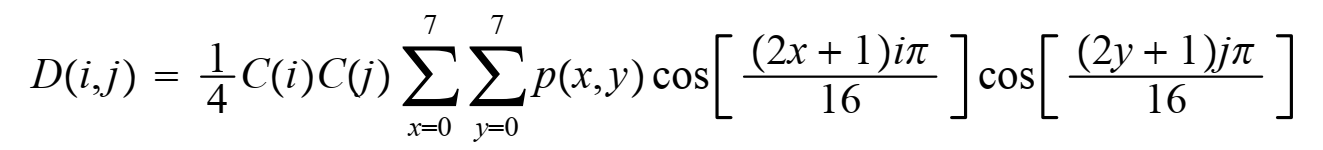 D(i,j) = 1/4 C(i)C(j) ∑_{x=0}^{7} ∑_{y=0}^{7} p(x,y) cos[ (2x + 1)iπ / 16 ] cos[ (2y + 1)jπ / 16 ]